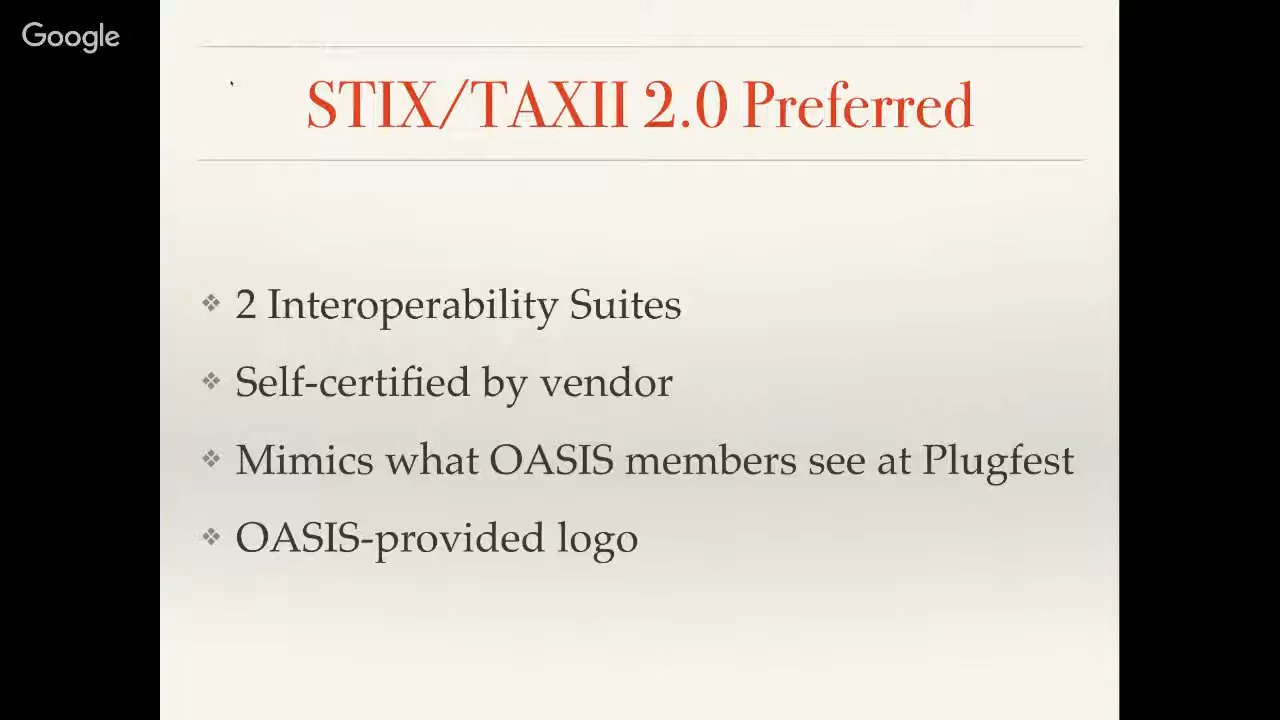 Google
STIX/TAXII 2.0 Preferred
2 Interoperability Suites
Self-certified by vendor
Mimics what OASIS members see at Plugfest
OASIS-provided logo